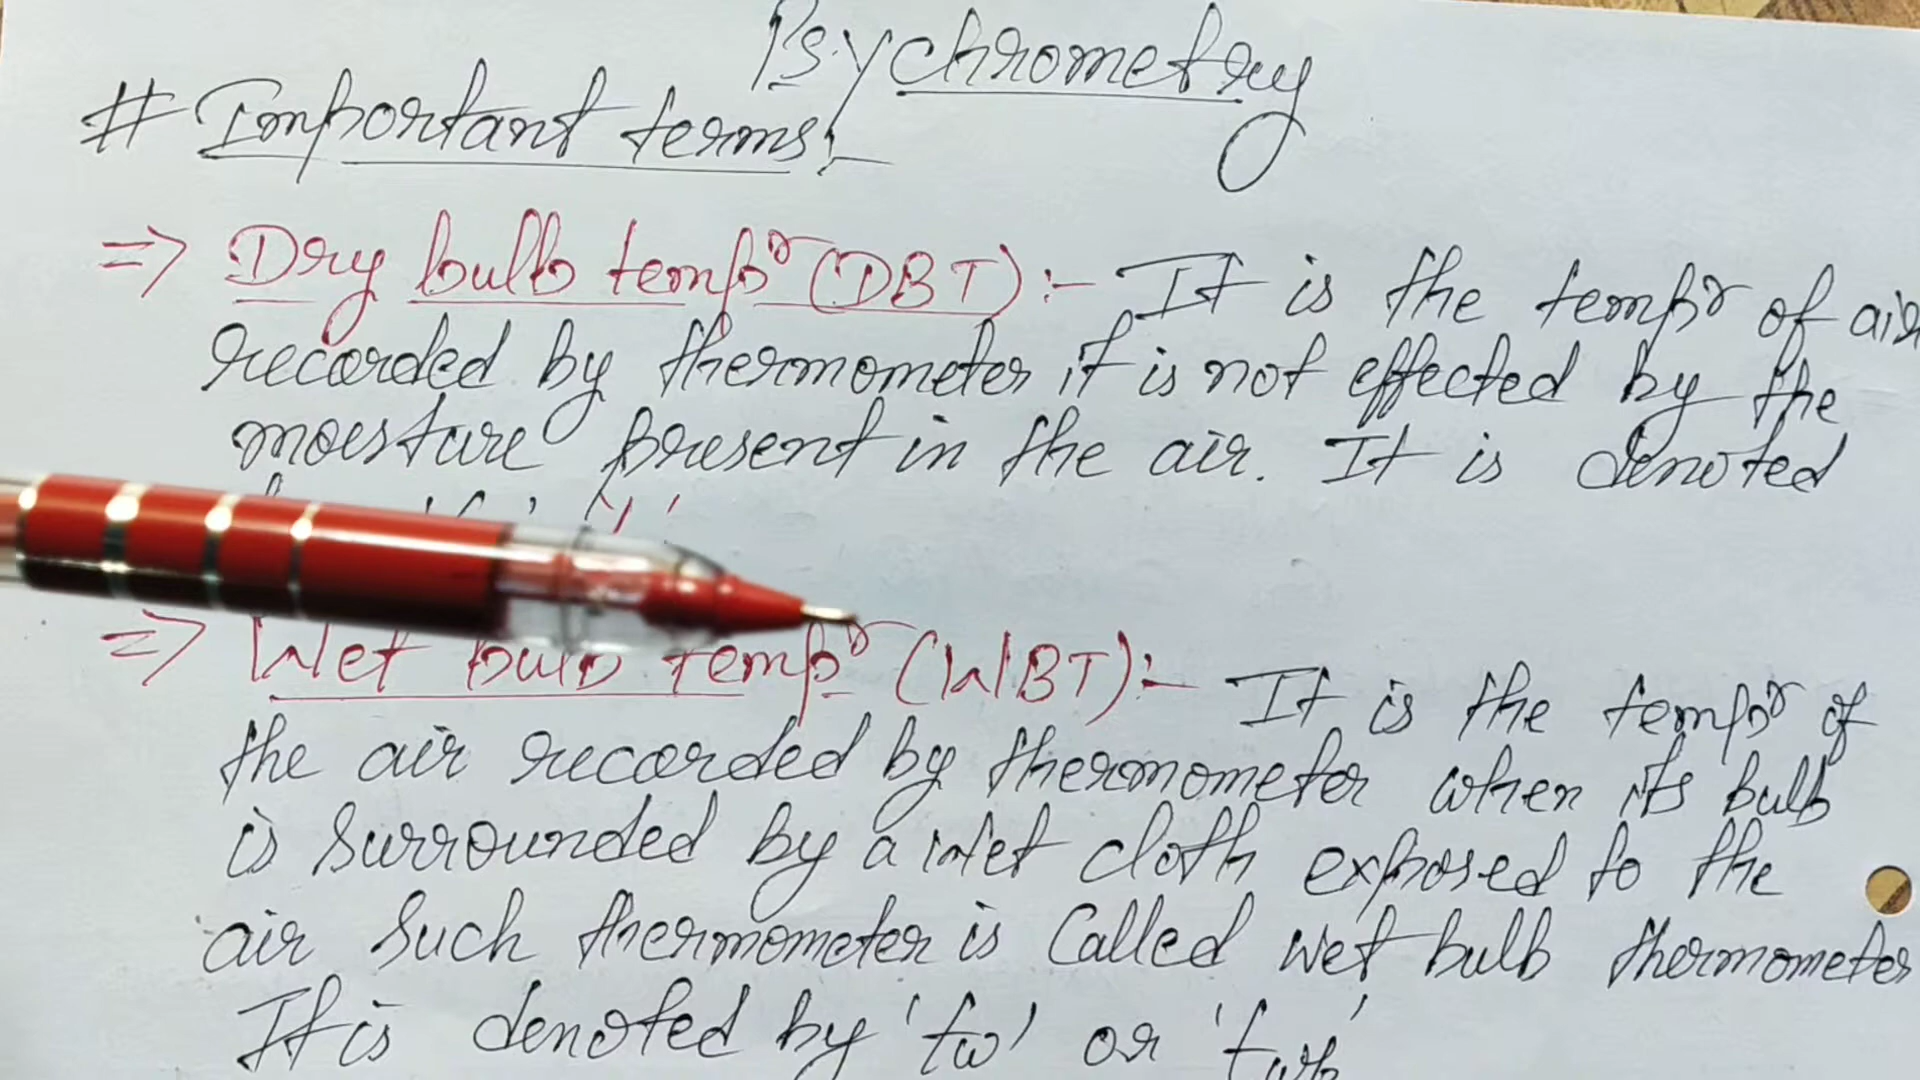 Psychrometry
# Important terms:-
=> Dry bulb tempr (DBT) :- It is the tempr of air
recorded by thermometer it is not effected by the
moisture present in the air. It is denoted
=> Wet bulb tempr (WBT):- It is the tempr of
the air recorded by thermometer when its bulb
is surrounded by a wet cloth exposed to the
air such thermometer is called wet bulb thermometer
It is denoted by 'tw' or 'twb'